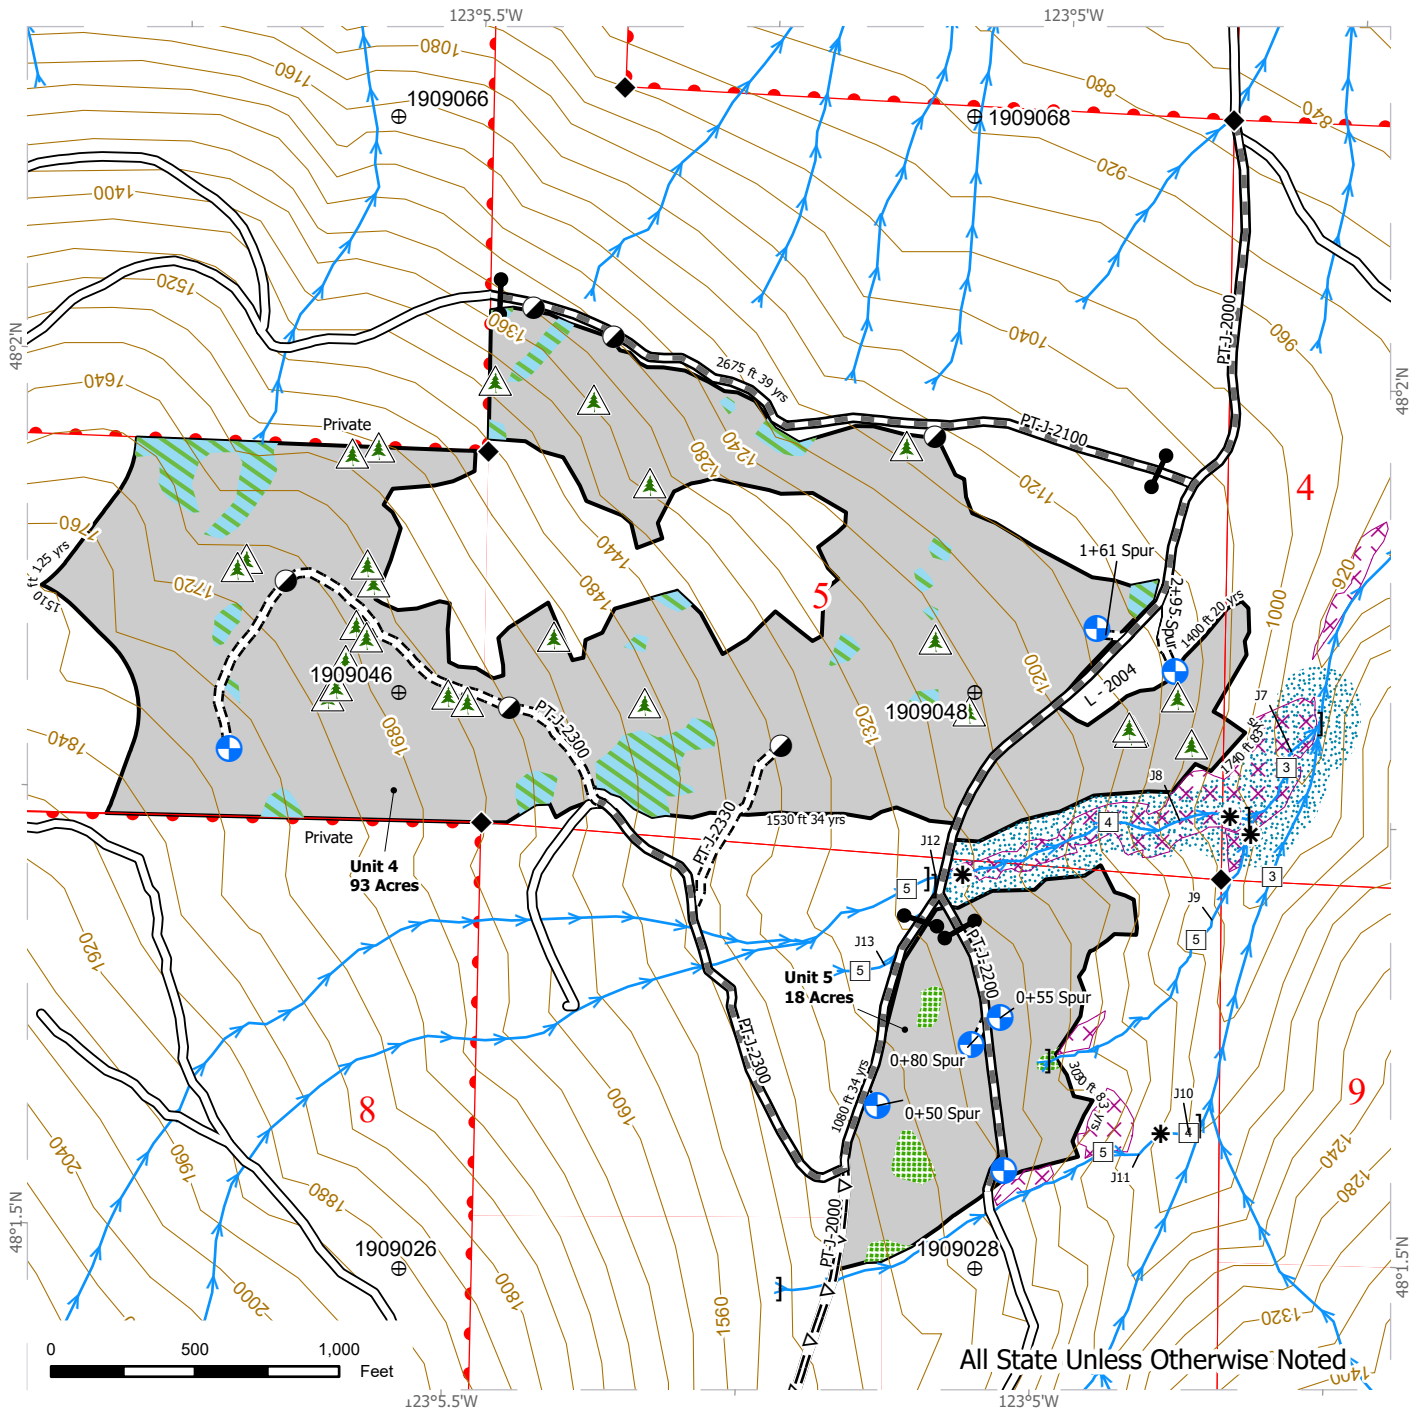 123°5.5'W
123°5'W
1080
1160
1909066
880
840
1909068
920
1400
1520
1360
PT-J-2000
960
1040
48°2'N
48°2'N
1640
2675 ft 39 yrs
Private
PT-J-2100
1240
1280
1120
4
1760
1440
1+61 Spur
920
ft 125 yrs
1510
1720
1480
5
2+95 Spur
1400 ft 20 yrs
1000
1909046
1200
L - 2004
J7
1680
PT-J-2300
1320
1909048
1840
1740 ft 83
J8
3
PT-J-2330
1530 ft 34 yrs
4
Private
J12
Unit 4
93 Acres
5
3
J9
1920
J13
5
5
PT-J-2200
Unit 5
18 Acres
0+55 Spur
PT-J-2300
0+80 Spur
3030 ft 83 yrs
1080 ft 34 yrs
0+50 Spur
J10
9
8
1600
4
5
J11
2040
1960
1880
1240
1280
48°1.5'N
48°1.5'N
PT-J-2000
1909026
1909028
2000
1800
1560
1320
0 500 1,000
Feet
All State Unless Otherwise Noted
1400
123°5.5'W
123°5'W